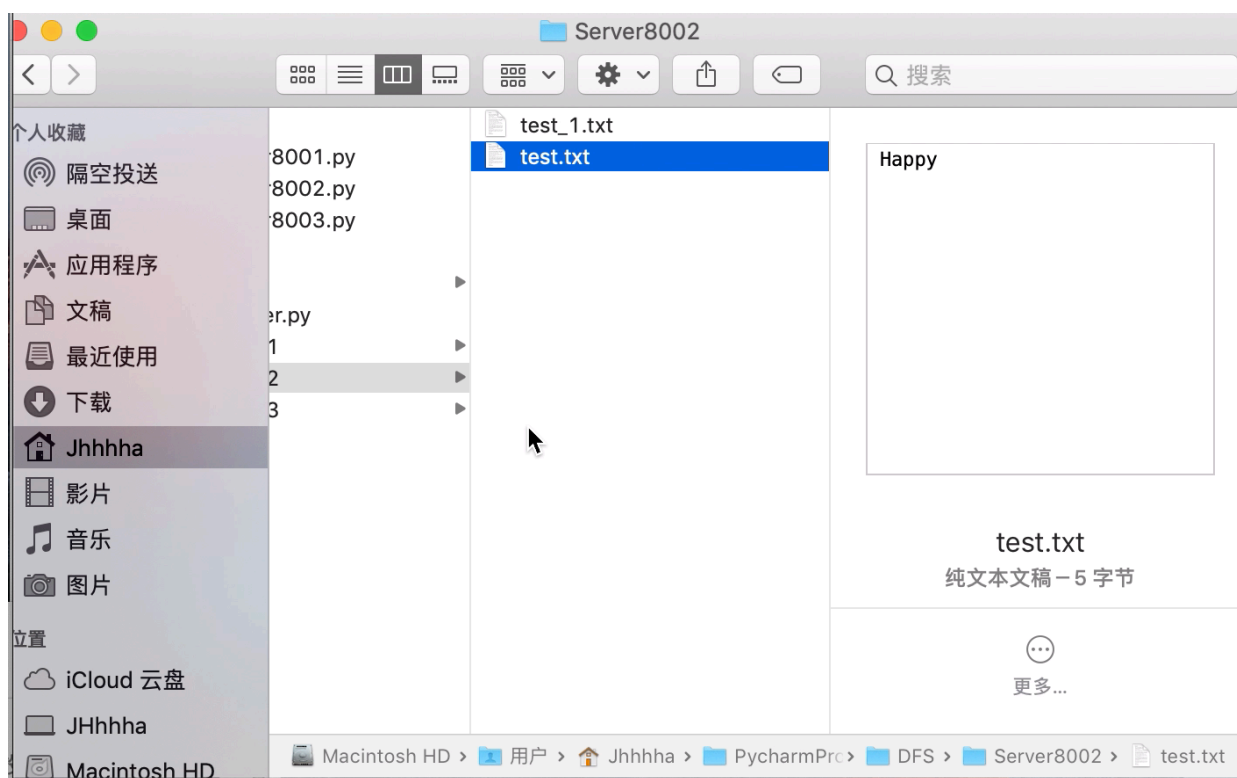 Server8002
搜索
个人收藏
隔空投送
桌面
应用程序
文稿
最近使用
下载
Jhhhha
影片
音乐
图片
位置
iCloud 云盘
JHhhha
Macintosh HD
r8001.py
r8002.py
r8003.py
er.py
1
2
3
test_1.txt
test.txt
Happy
test.txt
纯文本文稿 – 5 字节
更多...
Macintosh HD › 用户 › Jhhhha › PycharmPro › DFS › Server8002 › test.txt